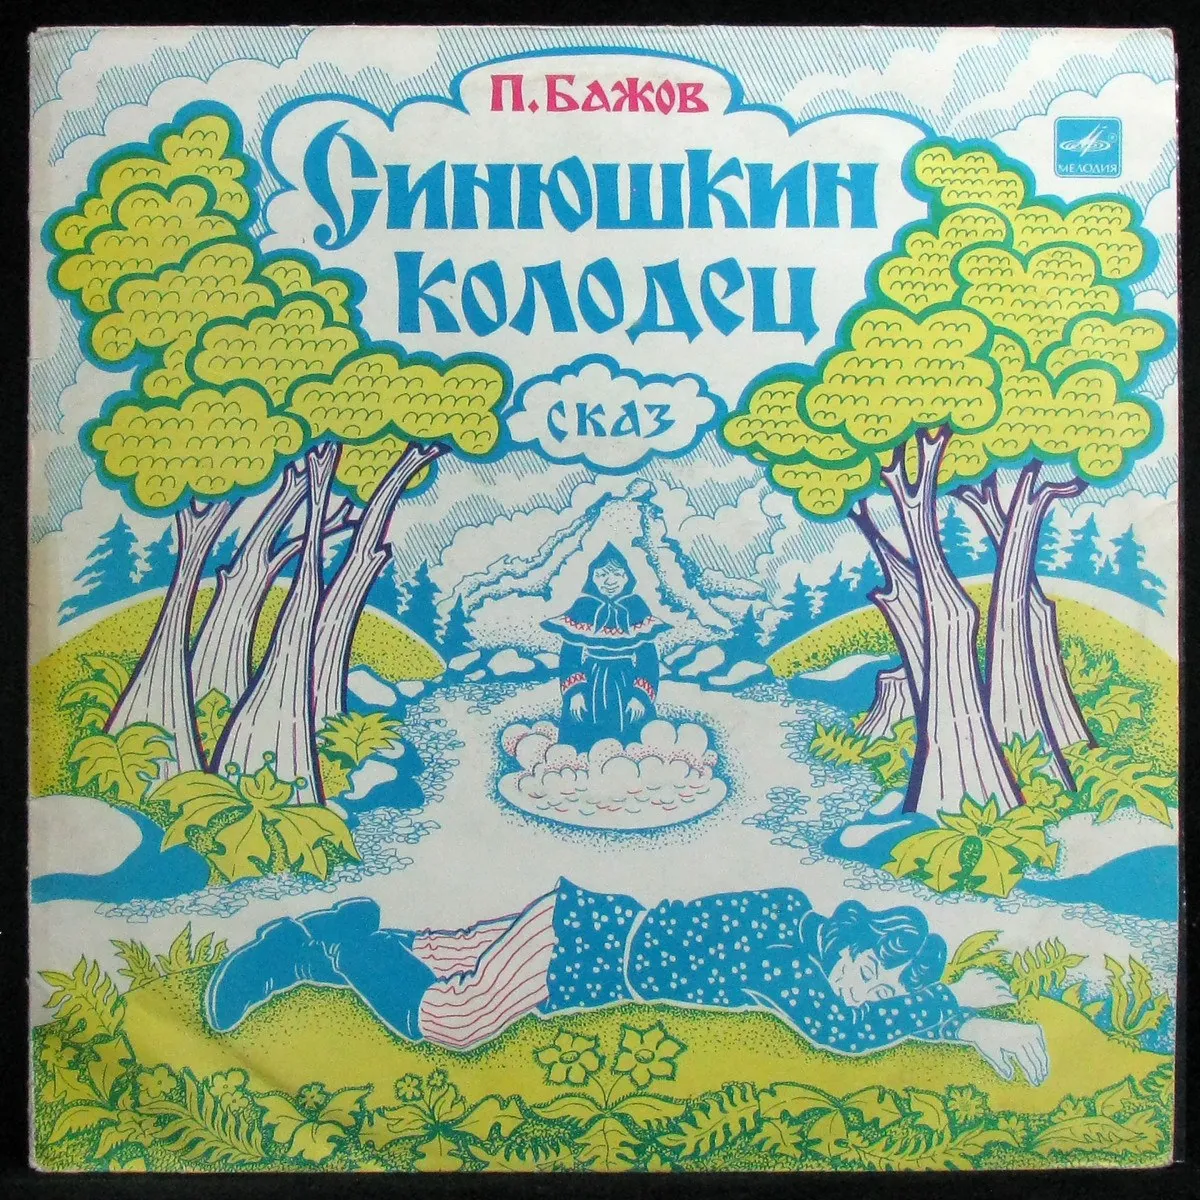 П. Бажов
Синюшкин
колодец
сказ
Мелодия